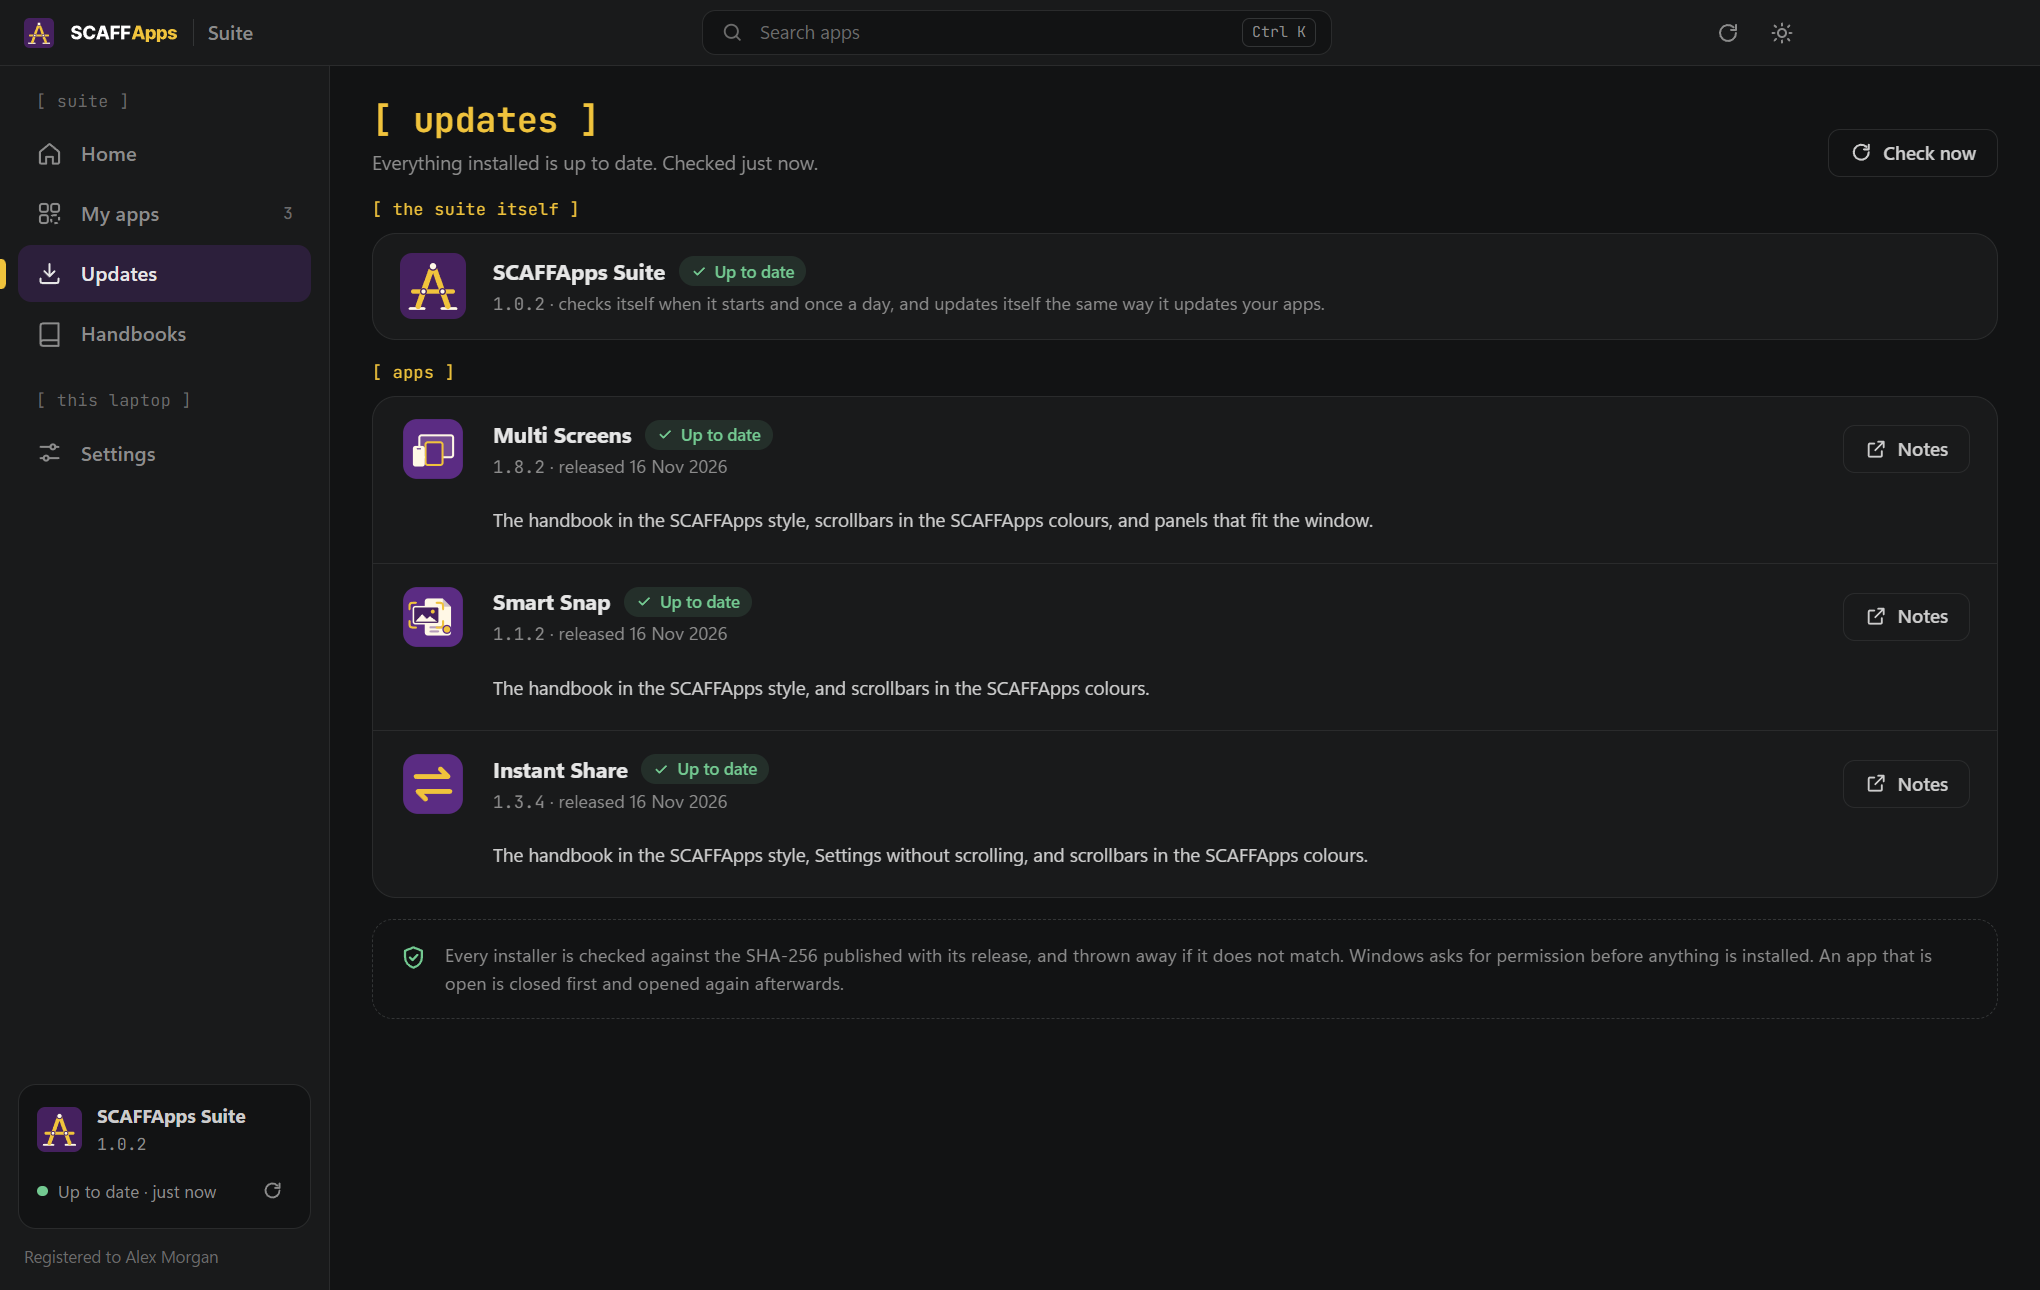 SCAFFApps Suite
Search apps
Ctrl K
[ suite ]
Home
My apps 3
Updates
Handbooks
[ this laptop ]
Settings
[ updates ]
Everything installed is up to date. Checked just now.
Check now
[ the suite itself ]
SCAFFApps Suite Up to date
1.0.2 · checks itself when it starts and once a day, and updates itself the same way it updates your apps.
[ apps ]
Multi Screens Up to date
1.8.2 · released 16 Nov 2026
Notes
The handbook in the SCAFFApps style, scrollbars in the SCAFFApps colours, and panels that fit the window.
Smart Snap Up to date
1.1.2 · released 16 Nov 2026
Notes
The handbook in the SCAFFApps style, and scrollbars in the SCAFFApps colours.
Instant Share Up to date
1.3.4 · released 16 Nov 2026
Notes
The handbook in the SCAFFApps style, Settings without scrolling, and scrollbars in the SCAFFApps colours.
Every installer is checked against the SHA-256 published with its release, and thrown away if it does not match. Windows asks for permission before anything is installed. An app that is
open is closed first and opened again afterwards.
SCAFFApps Suite
1.0.2
Up to date · just now
Registered to Alex Morgan